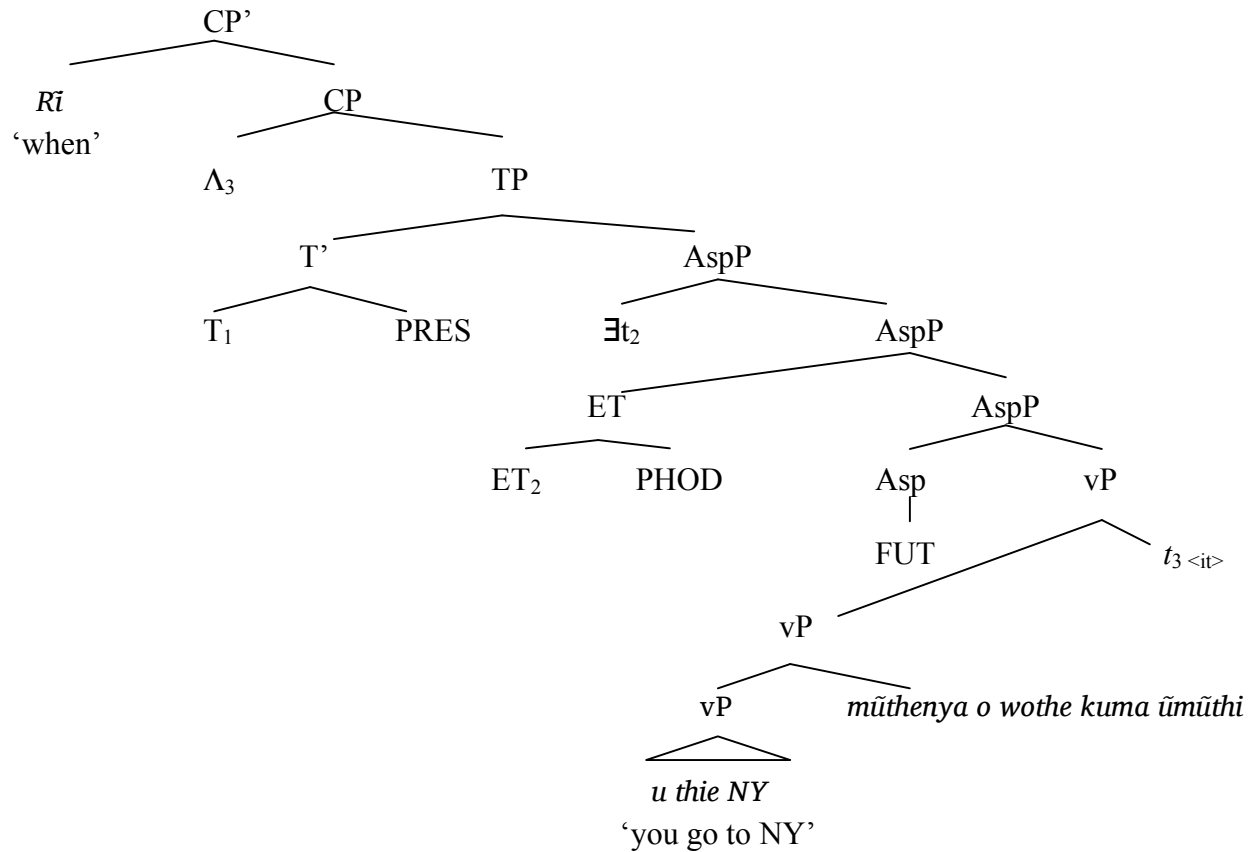 CP’
Rĩ CP
‘when’
Λ₃ TP
T’ AspP
T₁ PRES ∃t₂ AspP
ET AspP
ET₂ PHOD Asp vP
FUT t₃ <it>
vP
vP mũthenya o wothe kuma ũmũthi
u thie NY
‘you go to NY’